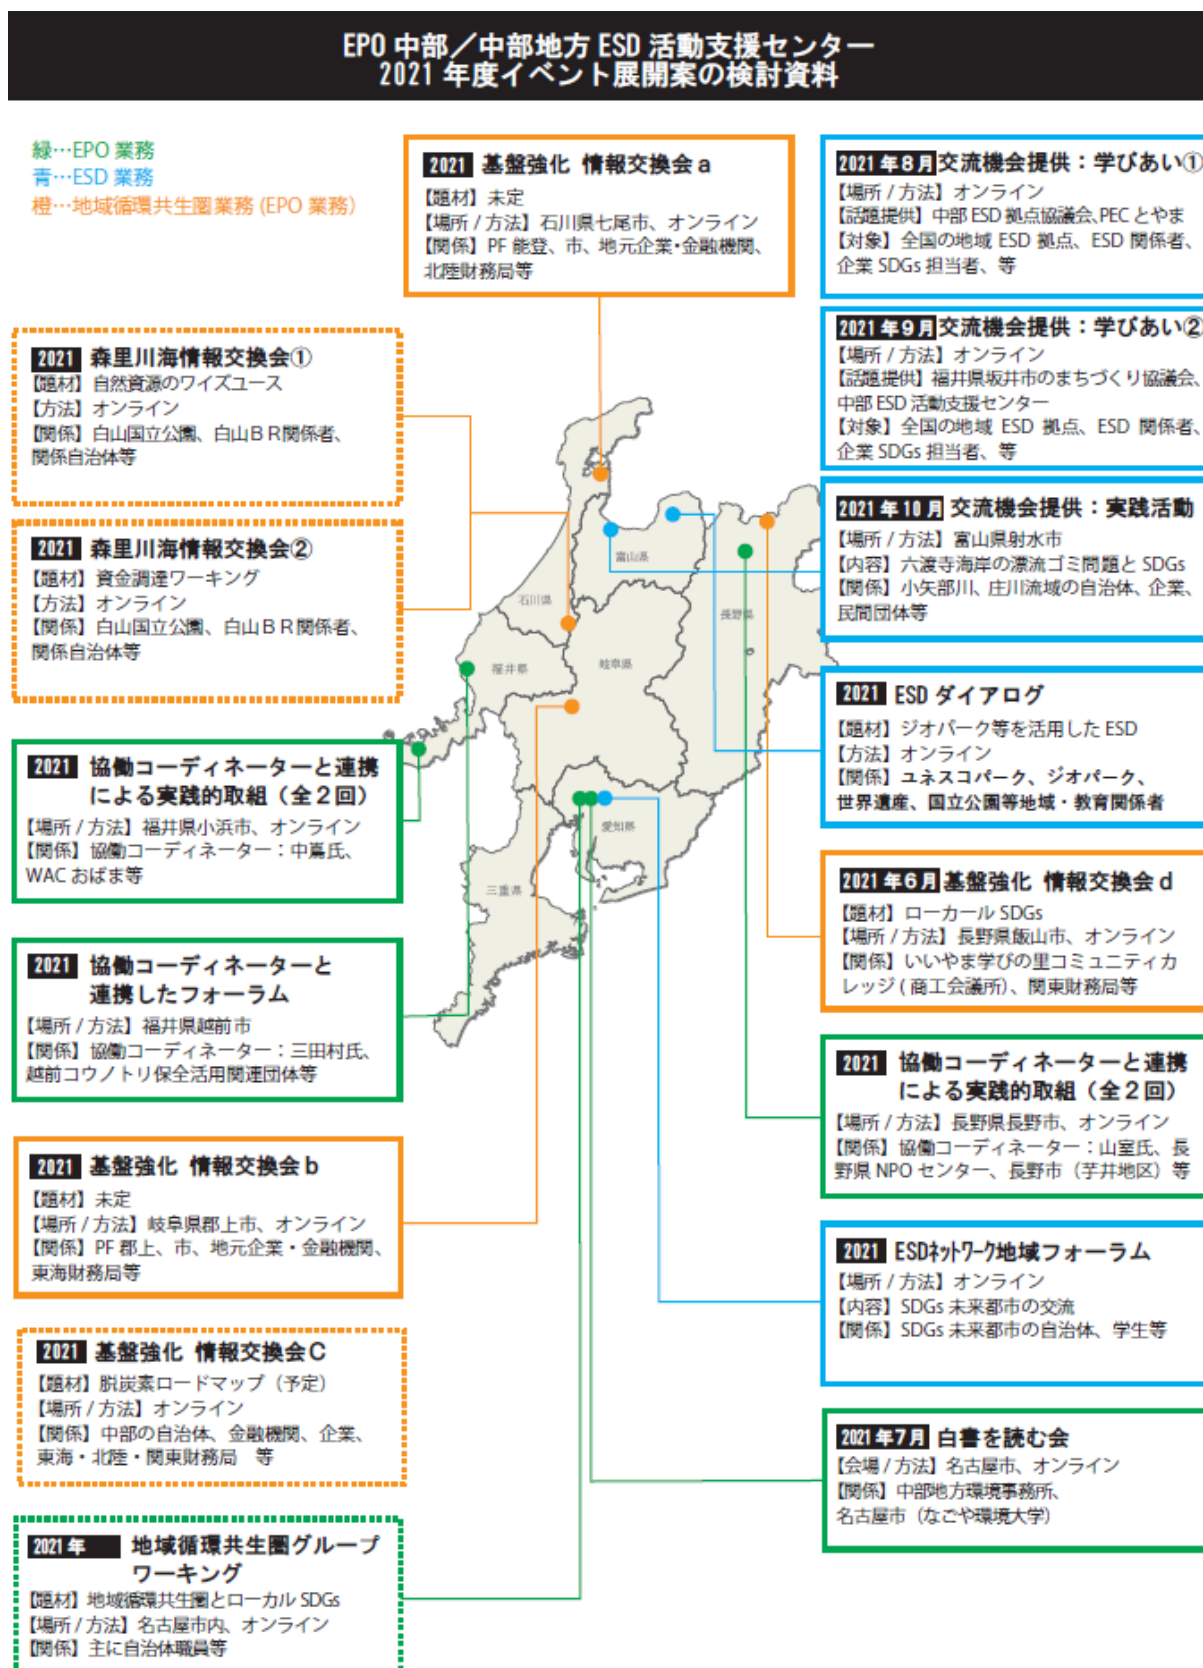 EPO 中部／中部地方 ESD 活動支援センター
2021 年度イベント展開案の検討資料
緑…EPO 業務
青…ESD 業務
橙…地域循環共生圏業務 (EPO 業務)
2021 基盤強化 情報交換会 a
【題材】未定
【場所 / 方法】石川県七尾市、オンライン
【関係】PF 能登、市、地元企業・金融機関、
北陸財務局等
2021 森里川海情報交換会①
【題材】自然資源のワイズユース
【方法】オンライン
【関係】白山国立公園、白山ＢＲ関係者、
関係自治体等
2021 森里川海情報交換会②
【題材】資金調達ワーキング
【方法】オンライン
【関係】白山国立公園、白山ＢＲ関係者、
関係自治体等
2021 協働コーディネーターと連携
による実践的取組（全２回）
【場所 / 方法】福井県小浜市、オンライン
【関係】協働コーディネーター：中嶌氏、
WAC おばま等
2021 協働コーディネーターと
連携したフォーラム
【場所 / 方法】福井県越前市
【関係】協働コーディネーター：三田村氏、
越前コウノトリ保全活用関連団体等
2021 基盤強化 情報交換会 b
【題材】未定
【場所 / 方法】岐阜県郡上市、オンライン
【関係】PF 郡上、市、地元企業・金融機関、
東海財務局等
2021 基盤強化 情報交換会 C
【題材】脱炭素ロードマップ（予定）
【場所 / 方法】オンライン
【関係】中部の自治体、金融機関、企業、
東海・北陸・関東財務局　等
2021 年 地域循環共生圏グループ
ワーキング
【題材】地域循環共生圏とローカル SDGs
【場所 / 方法】名古屋市内、オンライン
【関係】主に自治体職員等
富山県
石川県
長野県
福井県
岐阜県
愛知県
三重県
2021 年８月 交流機会提供：学びあい①
【場所 / 方法】オンライン
【話題提供】中部 ESD 拠点協議会、PEC とやま
【対象】全国の地域 ESD 拠点、ESD 関係者、
企業 SDGs 担当者、等
2021 年９月 交流機会提供：学びあい②
【場所 / 方法】オンライン
【話題提供】福井県坂井市のまちづくり協議会、
中部 ESD 活動支援センター
【対象】全国の地域 ESD 拠点、ESD 関係者、
企業 SDGs 担当者、等
2021 年 10 月 交流機会提供：実践活動
【場所 / 方法】富山県射水市
【内容】六渡寺海岸の漂流ゴミ問題と SDGs
【関係】小矢部川、庄川流域の自治体、企業、
民間団体等
2021 ESD ダイアログ
【題材】ジオパーク等を活用した ESD
【方法】オンライン
【関係】ユネスコパーク、ジオパーク、
世界遺産、国立公園等地域・教育関係者
2021 年６月 基盤強化 情報交換会 d
【題材】ローカール SDGs
【場所 / 方法】長野県飯山市、オンライン
【関係】いいやま学びの里コミュニティカ
レッジ ( 商工会議所）、関東財務局等
2021 協働コーディネーターと連携
による実践的取組（全２回）
【場所 / 方法】長野県長野市、オンライン
【関係】協働コーディネーター：山室氏、長
野県 NPO センター、長野市（芋井地区）等
2021 ESDネットワーク地域フォーラム
【場所 / 方法】オンライン
【内容】SDGs 未来都市の交流
【関係】SDGs 未来都市の自治体、学生等
2021 年７月 白書を読む会
【会場 / 方法】名古屋市、オンライン
【関係】中部地方環境事務所、
名古屋市（なごや環境大学）